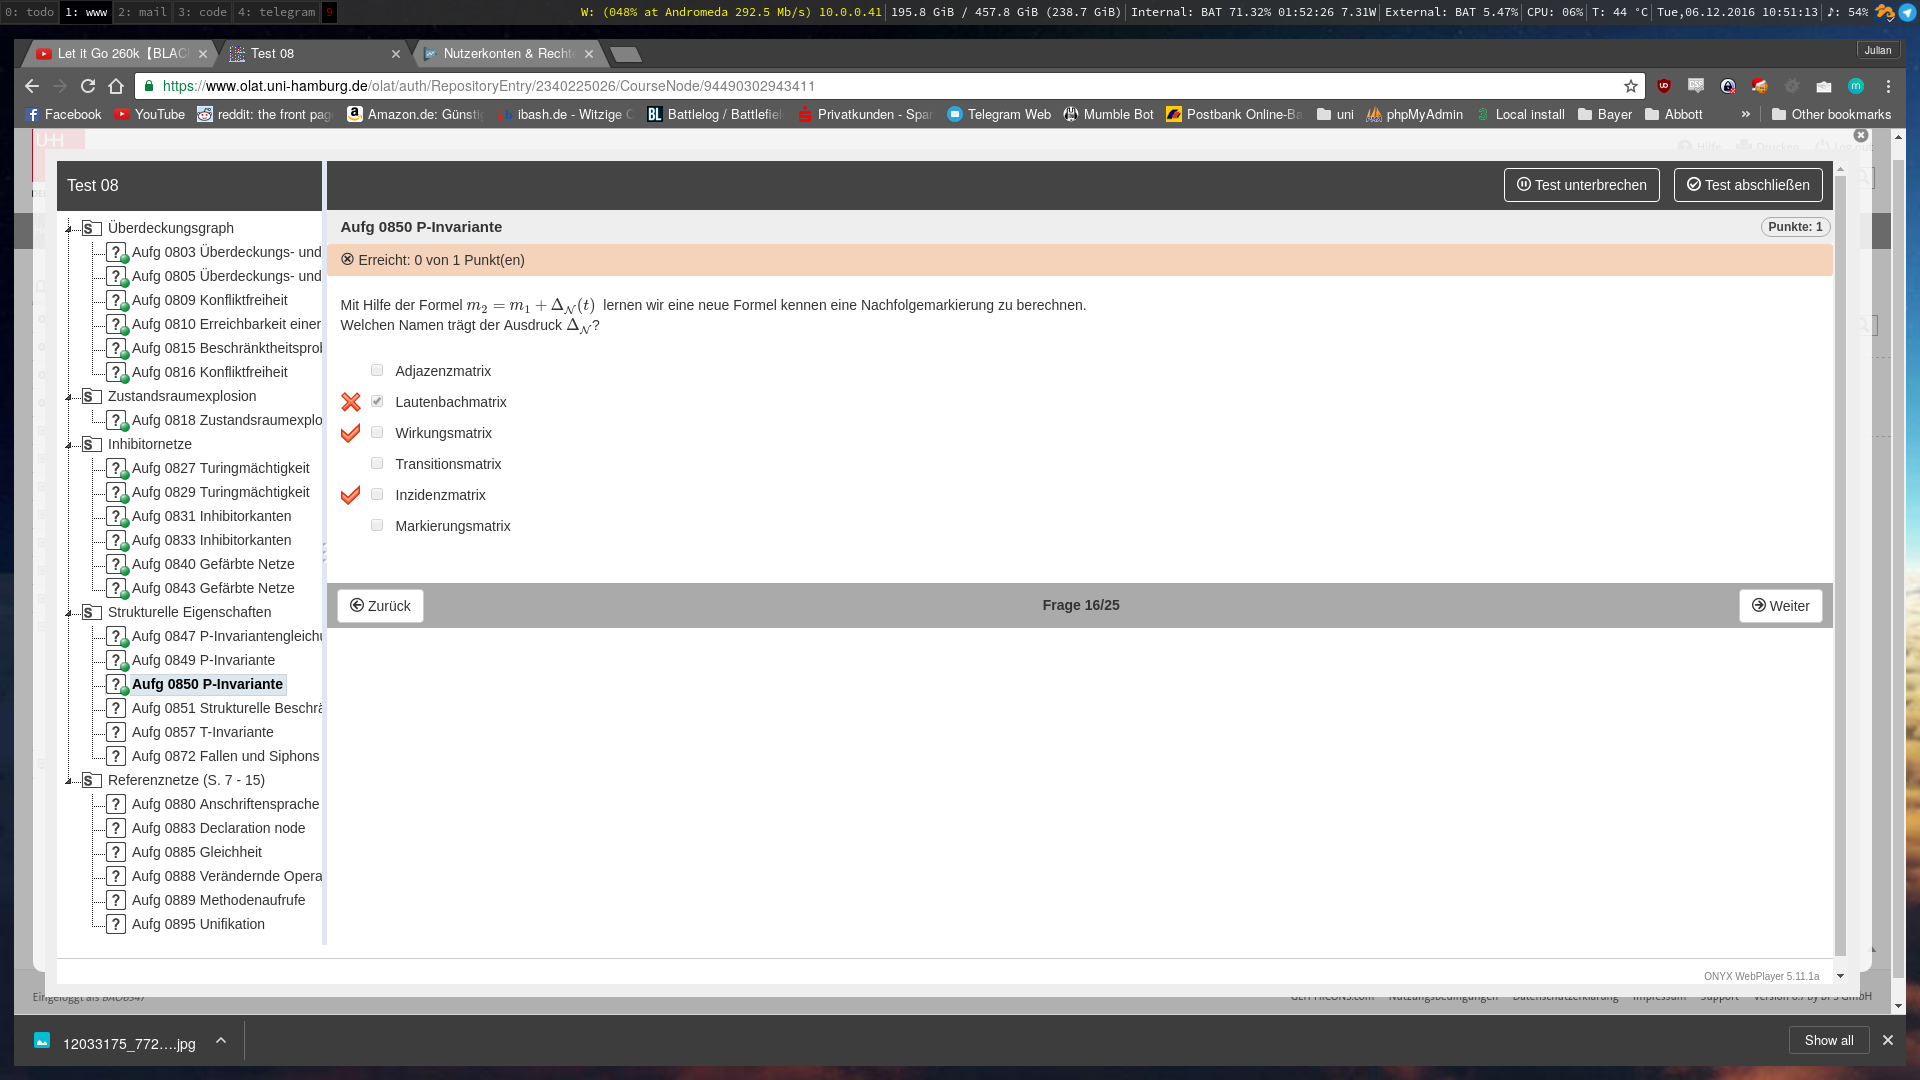 0: todo 1: www 2: mail 3: code 4: telegram 9 W: (048% at Andromeda 292.5 Mb/s) 10.0.0.41 195.8 GiB / 457.8 GiB (238.7 GiB) Internal: BAT 71.32% 01:52:26 7.31W External: BAT 5.47% CPU: 06% T: 44 °C Tue,06.12.2016 10:51:13 ♪: 54%
Let it Go 260k【BLAC Test 08 Nutzerkonten & Recht Julian
https://www.olat.uni-hamburg.de/olat/auth/RepositoryEntry/2340225026/CourseNode/94490302943411
Facebook YouTube reddit: the front pag Amazon.de: Günsti ibash.de - Witzige Battlelog / Battlefiel Privatkunden - Spar Telegram Web Mumble Bot Postbank Online-Ba uni phpMyAdmin Local install Bayer Abbott » Other bookmarks
Test 08 Test unterbrechen Test abschließen
Überdeckungsgraph
Aufg 0803 Überdeckungs- und
Aufg 0805 Überdeckungs- und
Aufg 0809 Konfliktfreiheit
Aufg 0810 Erreichbarkeit einer
Aufg 0815 Beschränktheitsprob
Aufg 0816 Konfliktfreiheit
Zustandsraumexplosion
Aufg 0818 Zustandsraumexplo
Inhibitornetze
Aufg 0827 Turingmächtigkeit
Aufg 0829 Turingmächtigkeit
Aufg 0831 Inhibitorkanten
Aufg 0833 Inhibitorkanten
Aufg 0840 Gefärbte Netze
Aufg 0843 Gefärbte Netze
Strukturelle Eigenschaften
Aufg 0847 P-Invariantengleichu
Aufg 0849 P-Invariante
Aufg 0850 P-Invariante
Aufg 0851 Strukturelle Beschrä
Aufg 0857 T-Invariante
Aufg 0872 Fallen und Siphons
Referenznetze (S. 7 - 15)
Aufg 0880 Anschriftensprache
Aufg 0883 Declaration node
Aufg 0885 Gleichheit
Aufg 0888 Verändernde Opera
Aufg 0889 Methodenaufrufe
Aufg 0895 Unifikation
Aufg 0850 P-Invariante Punkte: 1
Erreicht: 0 von 1 Punkt(en)
Mit Hilfe der Formel m₂ = m₁ + Δ𝒩(t) lernen wir eine neue Formel kennen eine Nachfolgemarkierung zu berechnen.
Welchen Namen trägt der Ausdruck Δ𝒩?
Adjazenzmatrix
Lautenbachmatrix
Wirkungsmatrix
Transitionsmatrix
Inzidenzmatrix
Markierungsmatrix
Zurück Frage 16/25 Weiter
ONYX WebPlayer 5.11.1a
12033175_772....jpg Show all